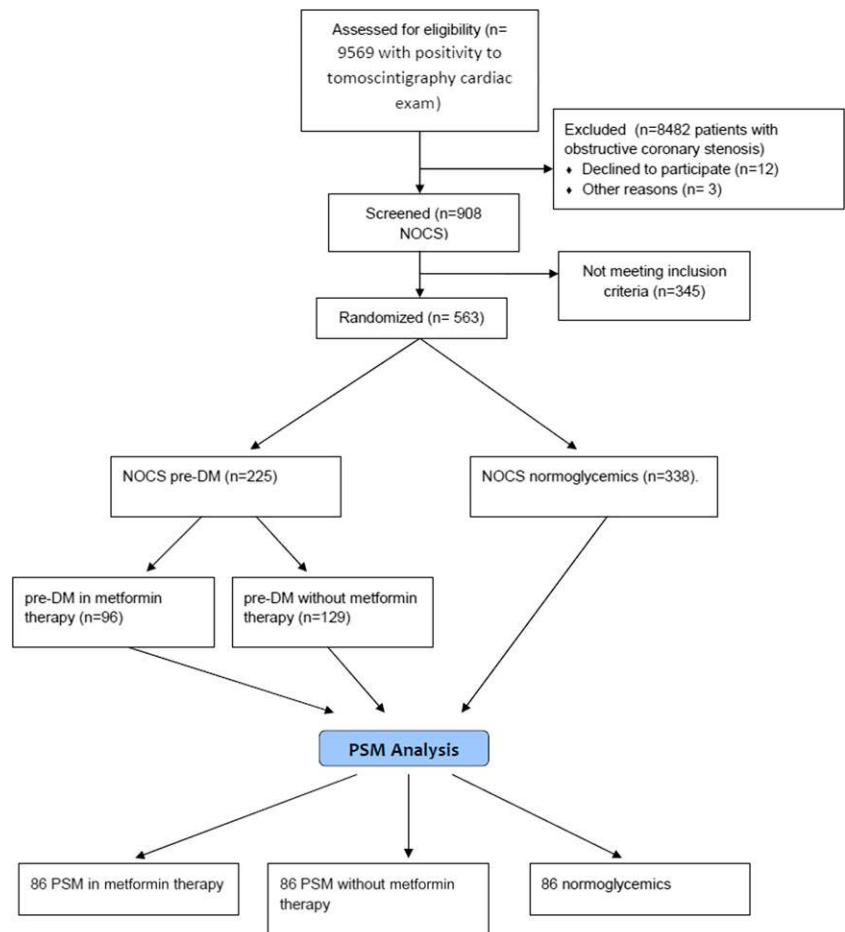 Assessed for eligibility (n=
9569 with positivity to
tomoscintigraphy cardiac
exam)
Excluded (n=8482 patients with
obstructive coronary stenosis)
♦ Declined to participate (n=12)
♦ Other reasons (n= 3)
Screened (n=908
NOCS)
Not meeting inclusion
criteria (n=345)
Randomized (n= 563)
NOCS pre-DM (n=225)
NOCS normoglycemics (n=338).
pre-DM in metformin
therapy (n=96)
pre-DM without metformin
therapy (n=129)
PSM Analysis
86 PSM in metformin therapy
86 PSM without metformin
therapy
86 normoglycemics